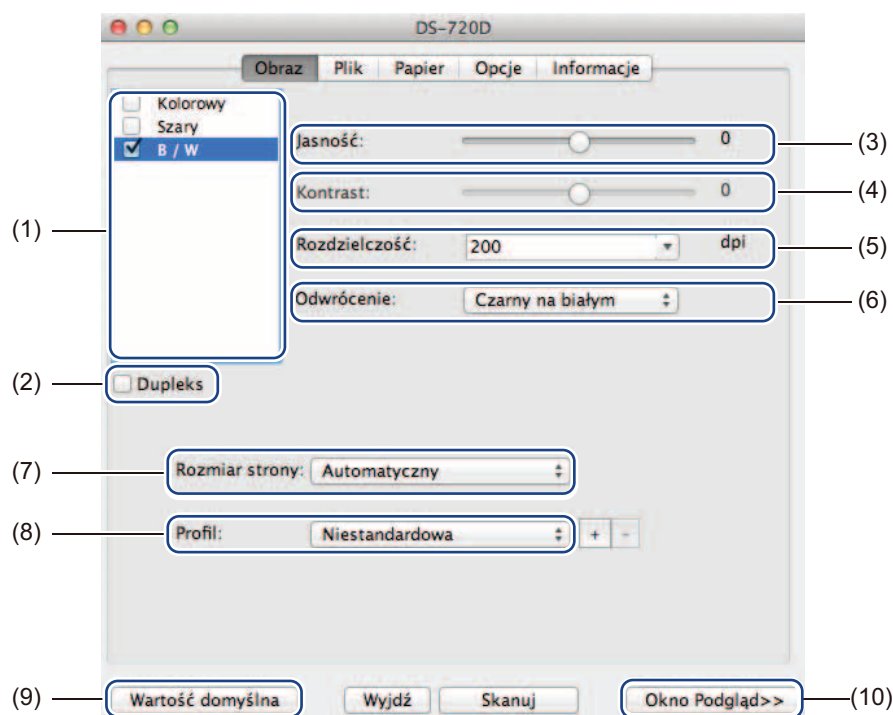 DS-720D
Obraz Plik Papier Opcje Informacje
Kolorowy
Szary
B / W
(1)
Jasność: 0 (3)
Kontrast: 0 (4)
Rozdzielczość: 200 dpi (5)
Odwrócenie: Czarny na białym (6)
(2) Dupleks
(7) Rozmiar strony: Automatyczny
(8) Profil: Niestandardowa + -
(9) Wartość domyślna Wyjdź Skanuj Okno Podgląd>> (10)